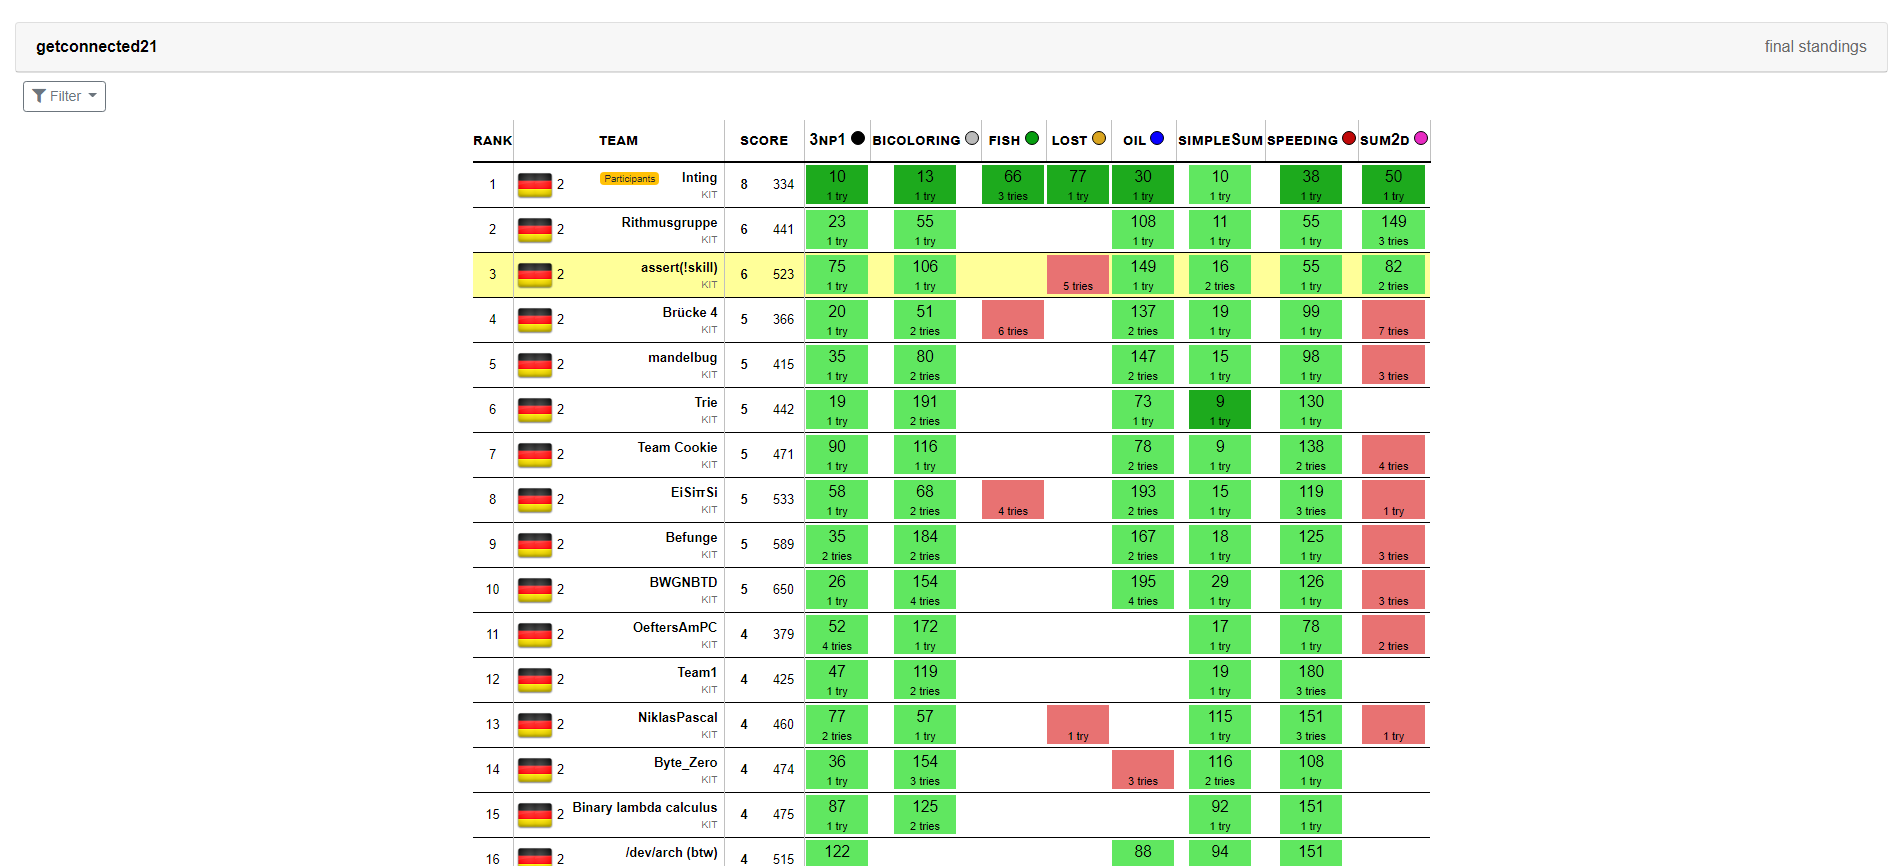 getconnected21 final standings
Filter
RANK TEAM SCORE 3NP1 BICOLORING FISH LOST OIL SIMPLESUM SPEEDING SUM2D
1 2 Participants Inting 8 334 10 13 66 77 30 10 38 50
KIT 1 try 1 try 3 tries 1 try 1 try 1 try 1 try 1 try
2 2 Rithmusgruppe 6 441 23 55 108 11 55 149
KIT 1 try 1 try 1 try 1 try 1 try 3 tries
3 2 assert(!skill) 6 523 75 106 149 16 55 82
KIT 1 try 1 try 5 tries 1 try 2 tries 1 try 2 tries
4 2 Brücke 4 5 366 20 51 137 19 99
KIT 1 try 2 tries 6 tries 2 tries 1 try 1 try 7 tries
5 2 mandelbug 5 415 35 80 147 15 98
KIT 1 try 2 tries 2 tries 1 try 1 try 3 tries
6 2 Trie 5 442 19 191 73 9 130
KIT 1 try 2 tries 1 try 1 try 1 try
7 2 Team Cookie 5 471 90 116 78 9 138
KIT 1 try 1 try 2 tries 1 try 2 tries 4 tries
8 2 EiSiπSi 5 533 58 68 193 15 119
KIT 1 try 2 tries 4 tries 2 tries 1 try 3 tries 1 try
9 2 Befunge 5 589 35 184 167 18 125
KIT 2 tries 2 tries 2 tries 1 try 1 try 3 tries
10 2 BWGNBTD 5 650 26 154 195 29 126
KIT 1 try 4 tries 4 tries 1 try 1 try 3 tries
11 2 OeftersAmPC 4 379 52 172 17 78
KIT 4 tries 1 try 1 try 1 try 2 tries
12 2 Team1 4 425 47 119 19 180
KIT 1 try 2 tries 1 try 3 tries
13 2 NiklasPascal 4 460 77 57 115 151
KIT 2 tries 1 try 1 try 1 try 3 tries 1 try
14 2 Byte_Zero 4 474 36 154 116 108
KIT 1 try 3 tries 3 tries 2 tries 1 try
15 2 Binary lambda calculus 4 475 87 125 92 151
KIT 1 try 2 tries 1 try 1 try
16 2 /dev/arch (btw) 4 515 122 88 94 151